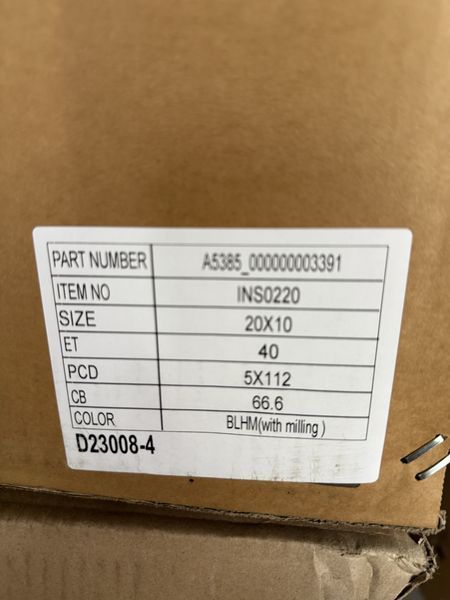 PART NUMBER A5385_000000003391
ITEM NO INS0220
SIZE 20X10
ET 40
PCD 5X112
CB 66.6
COLOR BLHM(with milling )
D23008-4